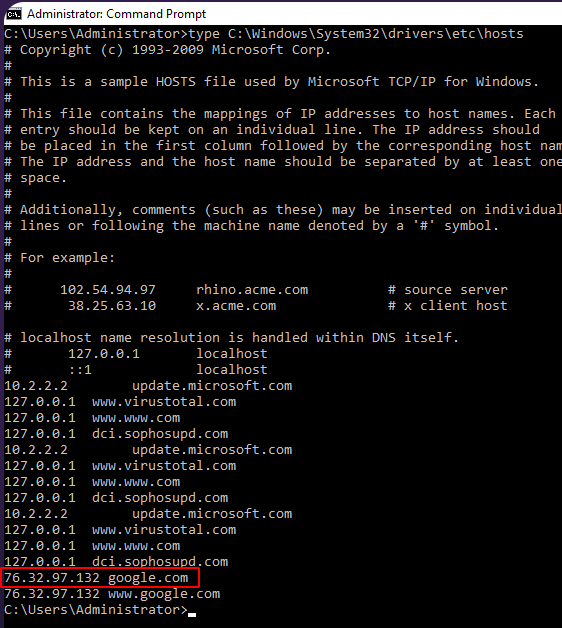 Administrator: Command Prompt
C:\Users\Administrator>type C:\Windows\System32\drivers\etc\hosts
# Copyright (c) 1993-2009 Microsoft Corp.
#
# This is a sample HOSTS file used by Microsoft TCP/IP for Windows.
#
# This file contains the mappings of IP addresses to host names. Each
# entry should be kept on an individual line. The IP address should
# be placed in the first column followed by the corresponding host nam
# The IP address and the host name should be separated by at least one
# space.
#
# Additionally, comments (such as these) may be inserted on individual
# lines or following the machine name denoted by a '#' symbol.
#
# For example:
#
#      102.54.94.97     rhino.acme.com          # source server
#       38.25.63.10     x.acme.com              # x client host

# localhost name resolution is handled within DNS itself.
#       127.0.0.1       localhost
#       ::1             localhost
10.2.2.2        update.microsoft.com
127.0.0.1  www.virustotal.com
127.0.0.1  www.www.com
127.0.0.1  dci.sophosupd.com
10.2.2.2        update.microsoft.com
127.0.0.1  www.virustotal.com
127.0.0.1  www.www.com
127.0.0.1  dci.sophosupd.com
10.2.2.2        update.microsoft.com
127.0.0.1  www.virustotal.com
127.0.0.1  www.www.com
127.0.0.1  dci.sophosupd.com
76.32.97.132 google.com
76.32.97.132 www.google.com
C:\Users\Administrator>